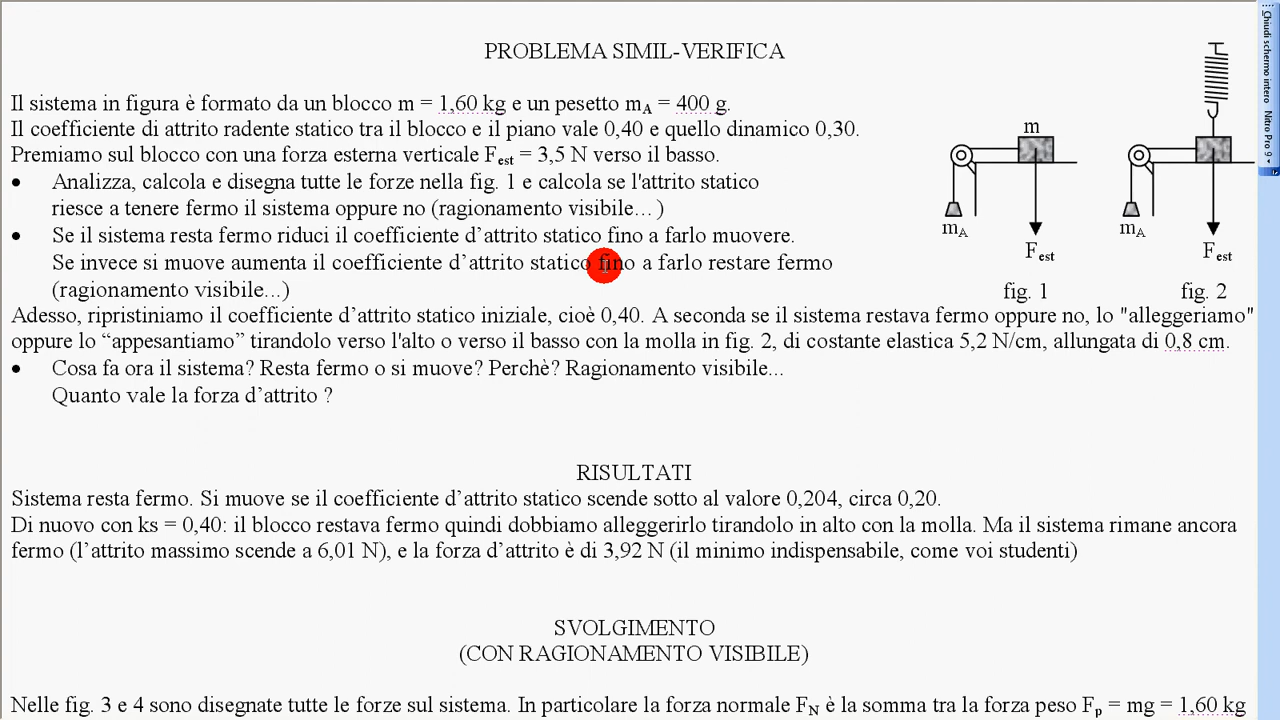 PROBLEMA SIMIL-VERIFICA
Il sistema in figura è formato da un blocco m = 1,60 kg e un pesetto mA = 400 g.
Il coefficiente di attrito radente statico tra il blocco e il piano vale 0,40 e quello dinamico 0,30.
Premiamo sul blocco con una forza esterna verticale Fest = 3,5 N verso il basso.
• Analizza, calcola e disegna tutte le forze nella fig. 1 e calcola se l'attrito statico
riesce a tenere fermo il sistema oppure no (ragionamento visibile... )
• Se il sistema resta fermo riduci il coefficiente d’attrito statico fino a farlo muovere.
Se invece si muove aumenta il coefficiente d’attrito statico fino a farlo restare fermo
(ragionamento visibile...)
m
mA
Fest
fig. 1
mA
Fest
fig. 2
Adesso, ripristiniamo il coefficiente d’attrito statico iniziale, cioè 0,40. A seconda se il sistema restava fermo oppure no, lo "alleggeriamo"
oppure lo “appesantiamo” tirandolo verso l'alto o verso il basso con la molla in fig. 2, di costante elastica 5,2 N/cm, allungata di 0,8 cm.
• Cosa fa ora il sistema? Resta fermo o si muove? Perchè? Ragionamento visibile...
Quanto vale la forza d’attrito ?
RISULTATI
Sistema resta fermo. Si muove se il coefficiente d’attrito statico scende sotto al valore 0,204, circa 0,20.
Di nuovo con ks = 0,40: il blocco restava fermo quindi dobbiamo alleggerirlo tirandolo in alto con la molla. Ma il sistema rimane ancora
fermo (l’attrito massimo scende a 6,01 N), e la forza d’attrito è di 3,92 N (il minimo indispensabile, come voi studenti)
SVOLGIMENTO
(CON RAGIONAMENTO VISIBILE)
Nelle fig. 3 e 4 sono disegnate tutte le forze sul sistema. In particolare la forza normale FN è la somma tra la forza peso Fp = mg = 1,60 kg
Chiudi schermo intero Nitro Pro 9